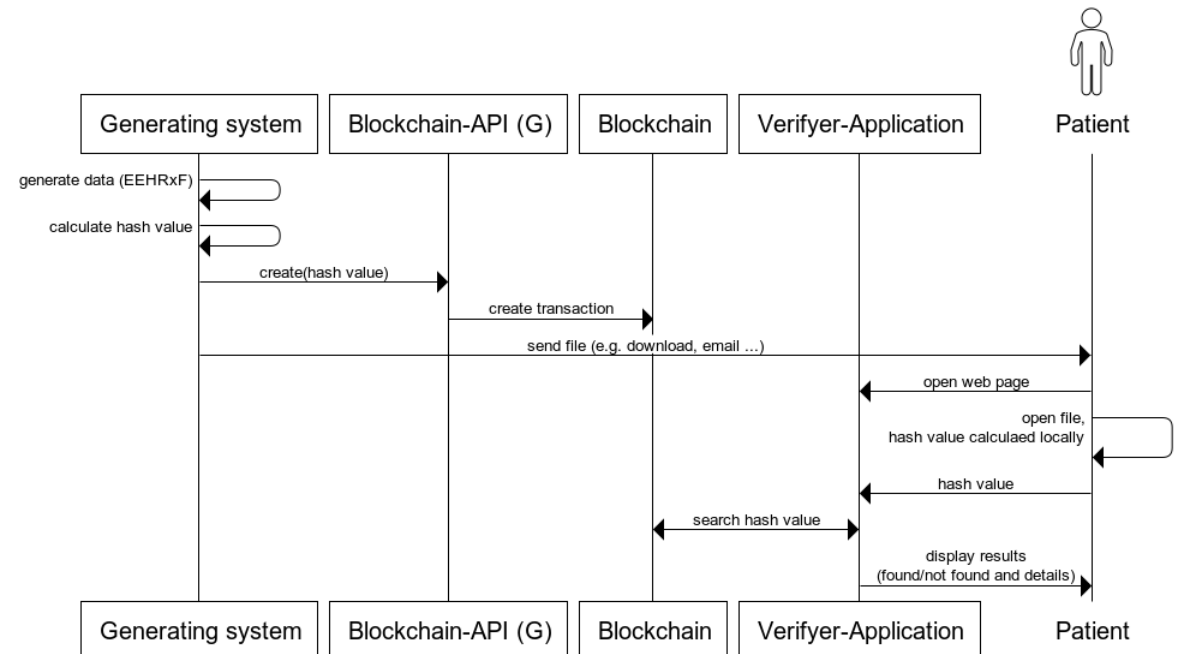 Generating system
Blockchain-API (G)
Blockchain
Verifyer-Application
Patient
generate data (EEHRxF)
calculate hash value
create(hash value)
create transaction
send file (e.g. download, email ...)
open web page
open file,
hash value calculaed locally
hash value
search hash value
display results
(found/not found and details)
Generating system
Blockchain-API (G)
Blockchain
Verifyer-Application
Patient